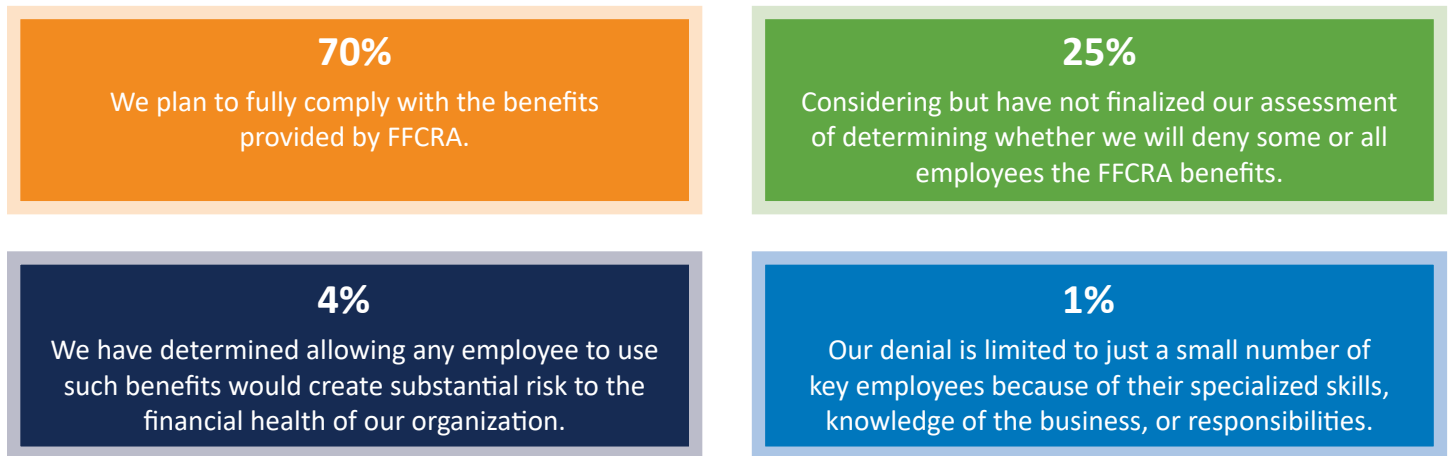 70%
We plan to fully comply with the benefits
provided by FFCRA.
25%
Considering but have not finalized our assessment
of determining whether we will deny some or all
employees the FFCRA benefits.
4%
We have determined allowing any employee to use
such benefits would create substantial risk to the
financial health of our organization.
1%
Our denial is limited to just a small number of
key employees because of their specialized skills,
knowledge of the business, or responsibilities.